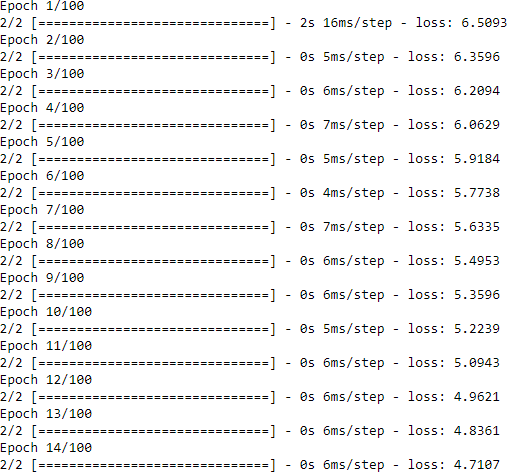 Epoch 1/100
2/2 [==============================] - 2s 16ms/step - loss: 6.5093
Epoch 2/100
2/2 [==============================] - 0s 5ms/step - loss: 6.3596
Epoch 3/100
2/2 [==============================] - 0s 6ms/step - loss: 6.2094
Epoch 4/100
2/2 [==============================] - 0s 7ms/step - loss: 6.0629
Epoch 5/100
2/2 [==============================] - 0s 5ms/step - loss: 5.9184
Epoch 6/100
2/2 [==============================] - 0s 4ms/step - loss: 5.7738
Epoch 7/100
2/2 [==============================] - 0s 7ms/step - loss: 5.6335
Epoch 8/100
2/2 [==============================] - 0s 6ms/step - loss: 5.4953
Epoch 9/100
2/2 [==============================] - 0s 6ms/step - loss: 5.3596
Epoch 10/100
2/2 [==============================] - 0s 5ms/step - loss: 5.2239
Epoch 11/100
2/2 [==============================] - 0s 6ms/step - loss: 5.0943
Epoch 12/100
2/2 [==============================] - 0s 6ms/step - loss: 4.9621
Epoch 13/100
2/2 [==============================] - 0s 6ms/step - loss: 4.8361
Epoch 14/100
2/2 [==============================] - 0s 6ms/step - loss: 4.7107